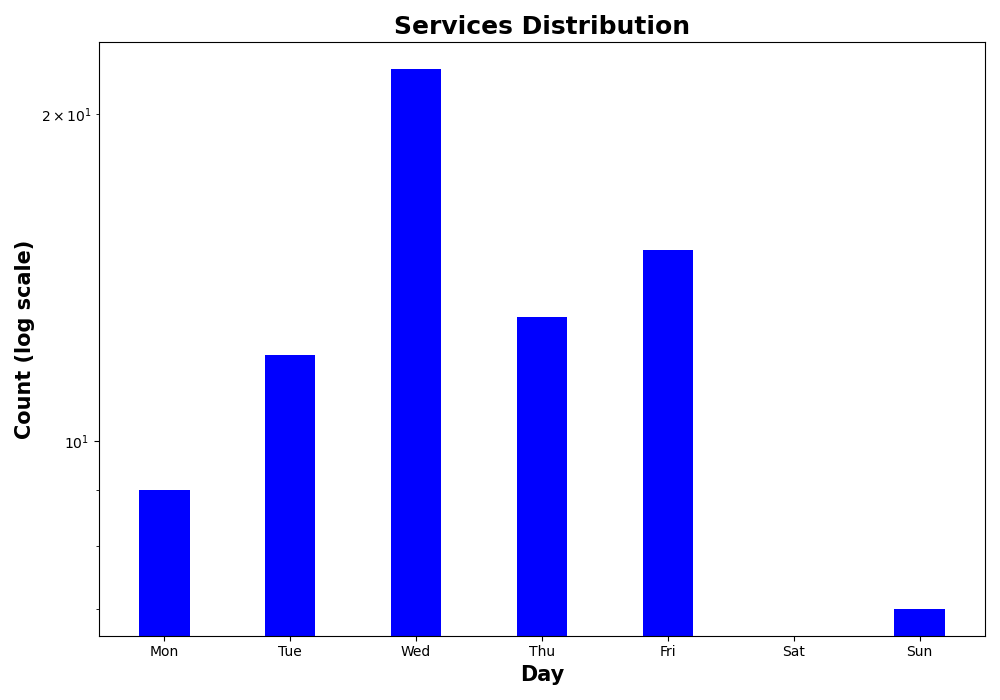 Services Distribution
Count (log scale)
2 × 10¹
10¹
Mon Tue Wed Thu Fri Sat Sun
Day